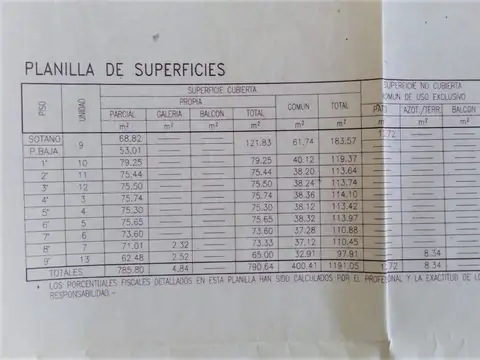 PLANILLA DE SUPERFICIES
PISO UNIDAD SUPERFICIE CUBIERTA SUPERFICIE NO CUBIERTA
PROPIA COMUN DE USO EXCLUSIVO
PARCIAL GALERIA BALCON TOTAL COMUN TOTAL PATI AZOT./TERR. BALCON
m² m² m² m² m² m² m² m² m²
SOTANO 9 68.82 121.83 61,74 183.57
P.BAJA 53,01
1° 10 79.25 79.25 40.12 119.37
2° 11 75.44 75.44 38.20 113.64
3° 12 75.50 75.50 38.24 113.74
4° 3 75.74 75.74 38.36 114.10
5° 4 75.30 75.30 38.12 113.42
6° 5 75.65 75.65 38.32 113.97
7° 6 73.60 73.60 37.28 110.88
8° 7 71.01 2.32 73.33 37.12 110.45
9° 13 62.48 2.52 65.00 32.91 97.91 8.34
TOTALES 785.80 4.84 790.64 400.41 1191.05 8.34
* LOS PORCENTUALES FISCALES DETALLADOS EN ESTA PLANILLA HAN SIDO CALCULADOS POR EL PROFESIONAL Y LA EXACTITUD DE
RESPONSABILIDAD.-